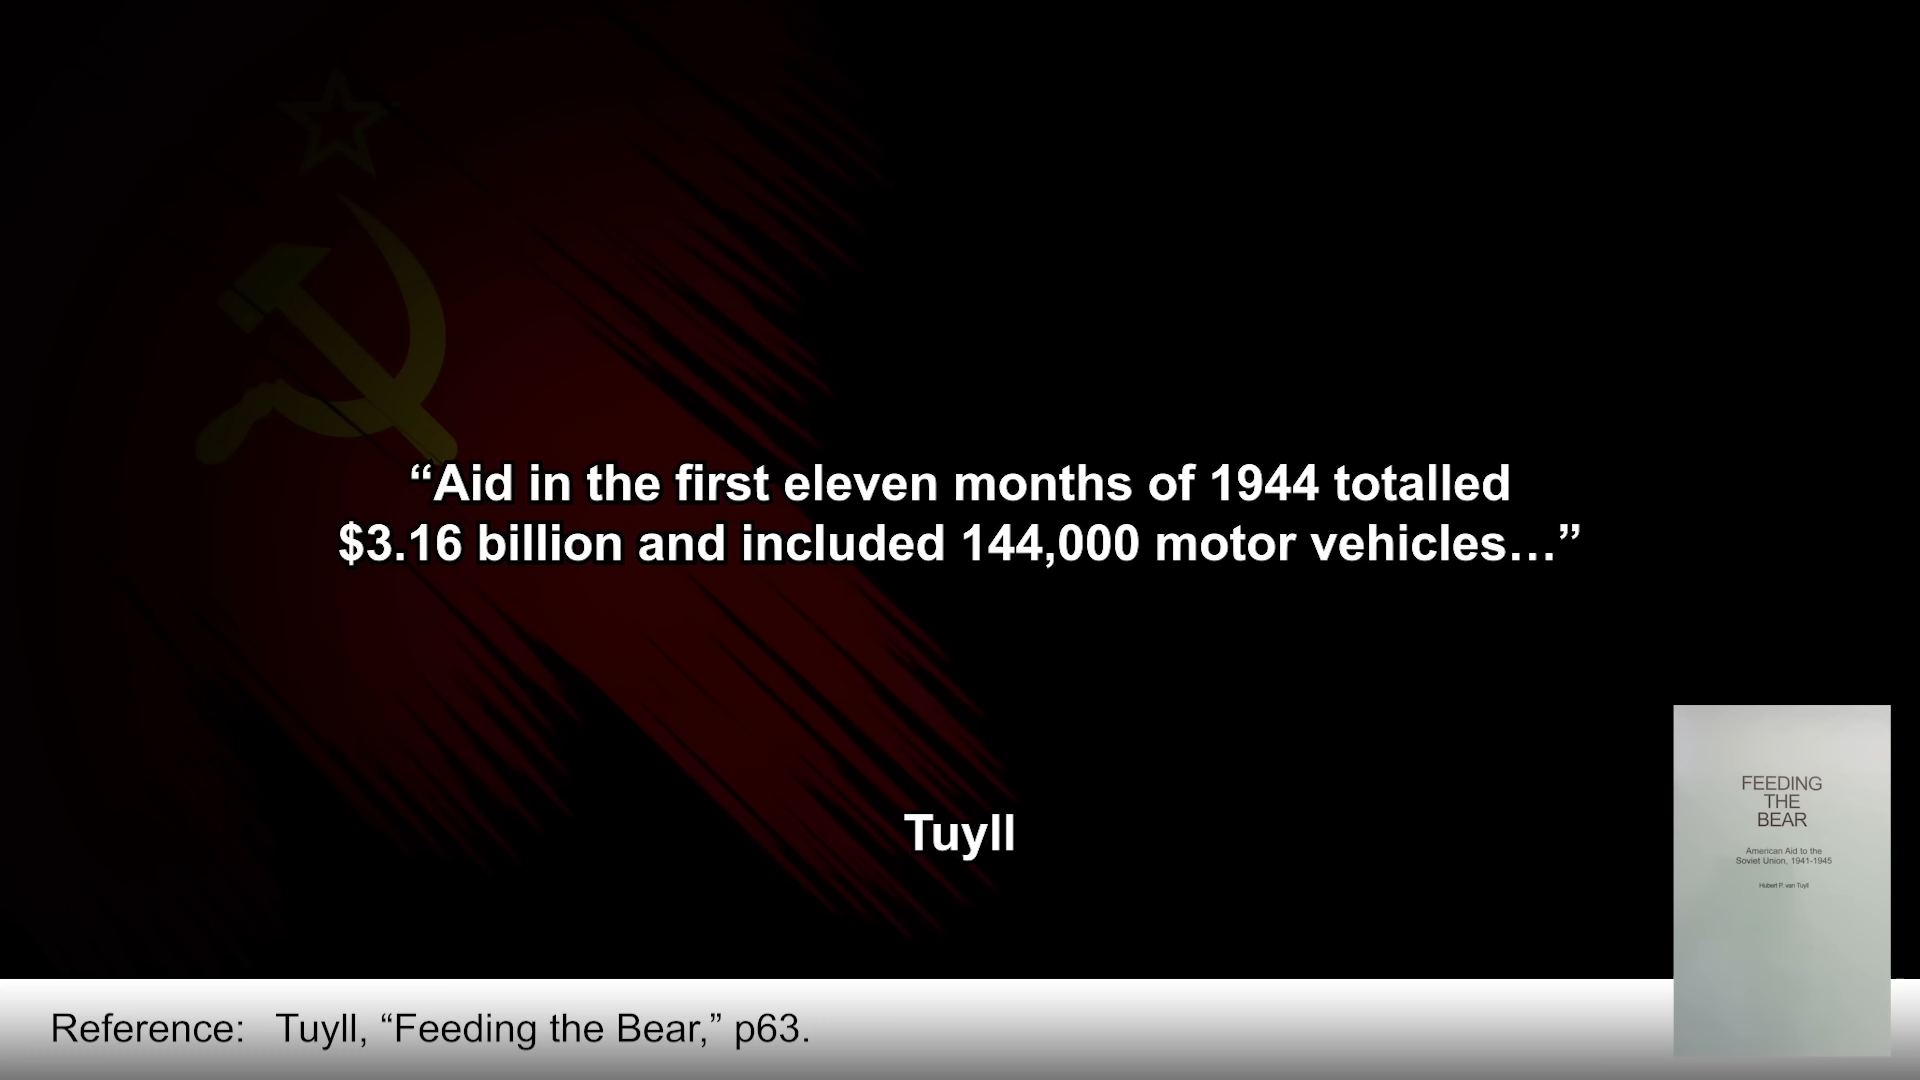 “Aid in the first eleven months of 1944 totalled
$3.16 billion and included 144,000 motor vehicles…”
Tuyll
FEEDING
THE
BEAR
American Aid to the
Soviet Union, 1941-1945
Hubert P. van Tuyll
Reference: Tuyll, “Feeding the Bear,” p63.